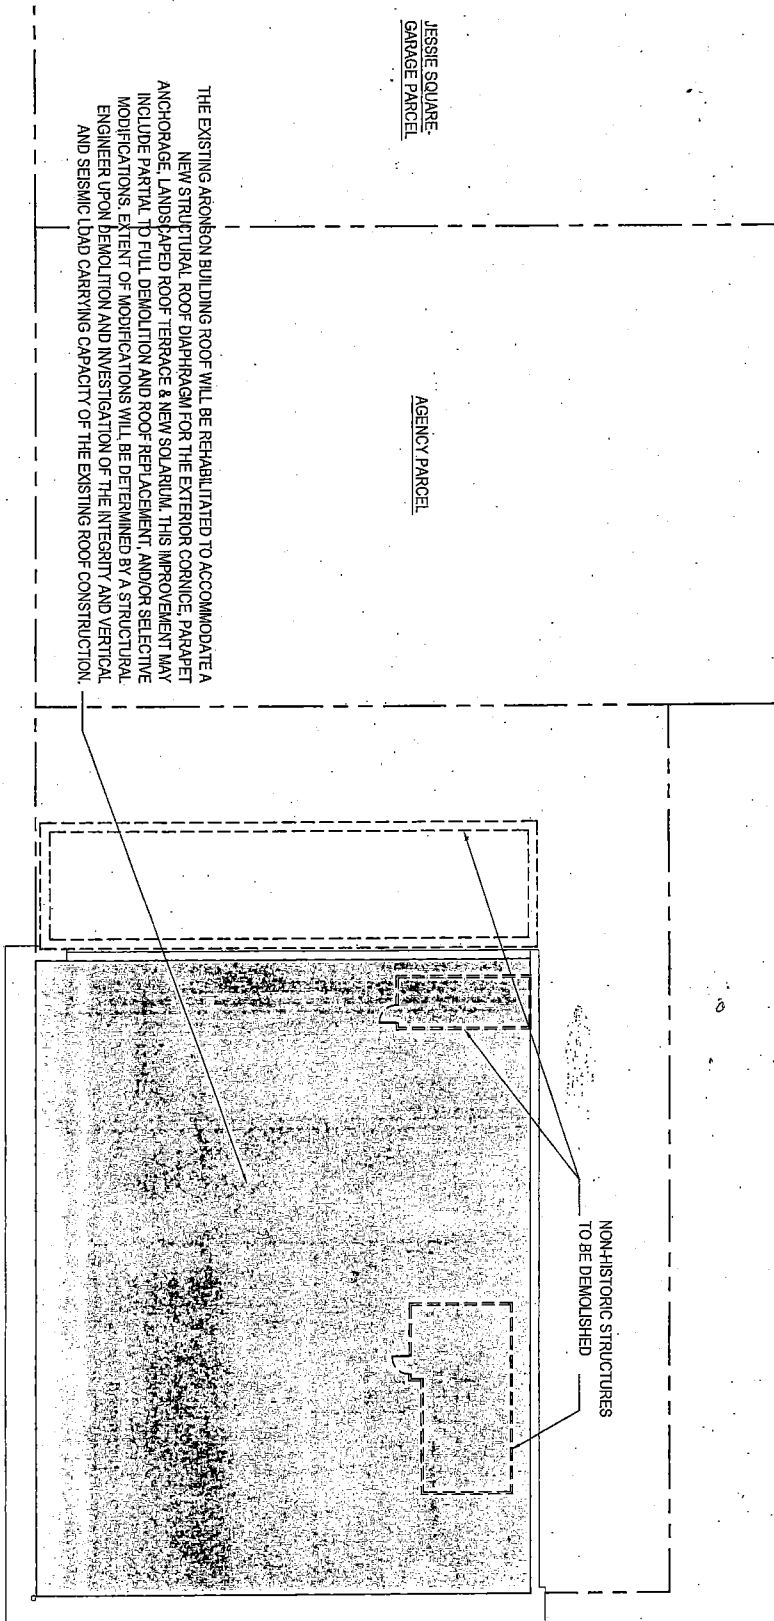 JESSIE SQUARE
GARAGE PARCEL
AGENCY PARCEL
THE EXISTING ARONSON BUILDING ROOF WILL BE REHABILITATED TO ACCOMMODATE A
NEW STRUCTURAL ROOF DIAPHRAGM FOR THE EXTERIOR CORNICE, PARAPET
ANCHORAGE, LANDSCAPED ROOF TERRACE & NEW SOLARIUM. THIS IMPROVEMENT MAY
INCLUDE PARTIAL TO FULL DEMOLITION AND ROOF REPLACEMENT, AND/OR SELECTIVE
MODIFICATIONS. EXTENT OF MODIFICATIONS WILL BE DETERMINED BY A STRUCTURAL
ENGINEER UPON DEMOLITION AND INVESTIGATION OF THE INTEGRITY AND VERTICAL
AND SEISMIC LOAD CARRYING CAPACITY OF THE EXISTING ROOF CONSTRUCTION.
NON-HISTORIC STRUCTURES
TO BE DEMOLISHED